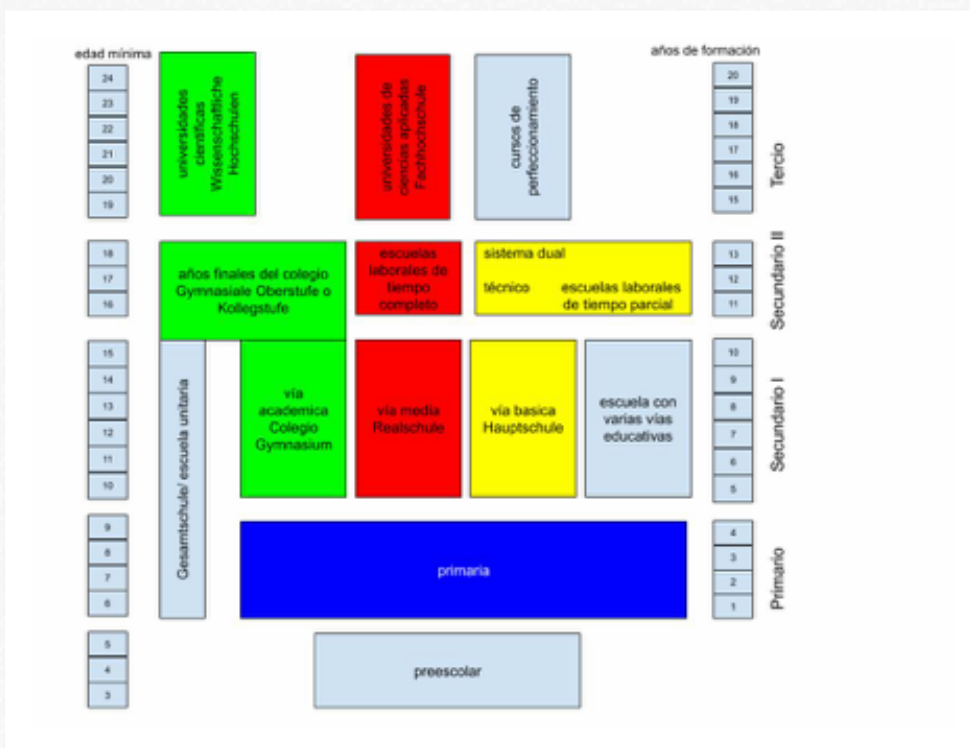 edad mínima
años de formación
24
23
22
21
20
19
universidades
científicas
Wissenschaftliche
Hochschulen
universidades de
ciencias aplicadas
Fachhochschule
cursos de
perfeccionamiento
20
19
18
17
16
15
Tercio
18
17
16
años finales del colegio
Gymnasiale Oberstufe o
Kollegstufe
escuelas
laborales de
tiempo
completo
sistema dual
técnico escuelas laborales
de tiempo parcial
13
12
11
Secundario II
15
14
13
12
11
10
Gesamtschule/ escuela unitaria
vía
academica
Colegio
Gymnasium
vía media
Realschule
vía basica
Hauptschule
escuela con
varias vías
educativas
10
9
8
7
6
5
Secundario I
9
8
7
6
primaria
4
3
2
1
Primario
5
4
3
preescolar